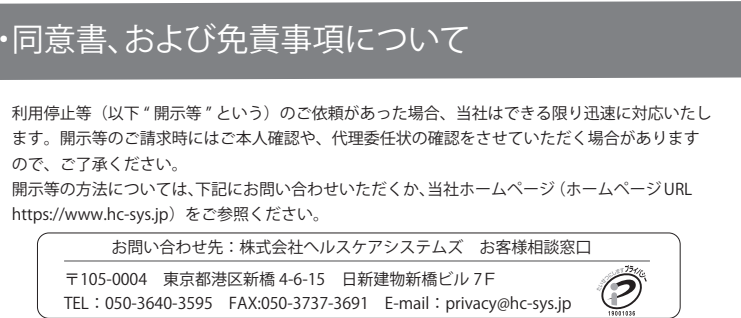 ・同意書、および免責事項について
利用停止等（以下 “ 開示等 ” という）のご依頼があった場合、当社はできる限り迅速に対応いたし
ます。開示等のご請求時にはご本人確認や、代理委任状の確認をさせていただく場合があります
ので、ご了承ください。
開示等の方法については、下記にお問い合わせいただくか、当社ホームページ（ホームページ URL
https://www.hc-sys.jp）をご参照ください。
お問い合わせ先：株式会社ヘルスケアシステムズ　お客様相談窓口
〒105-0004　東京都港区新橋 4-6-15　日新建物新橋ビル 7F
TEL：050-3640-3595　FAX:050-3737-3691　E-mail：privacy@hc-sys.jp
プライバシー
19001036